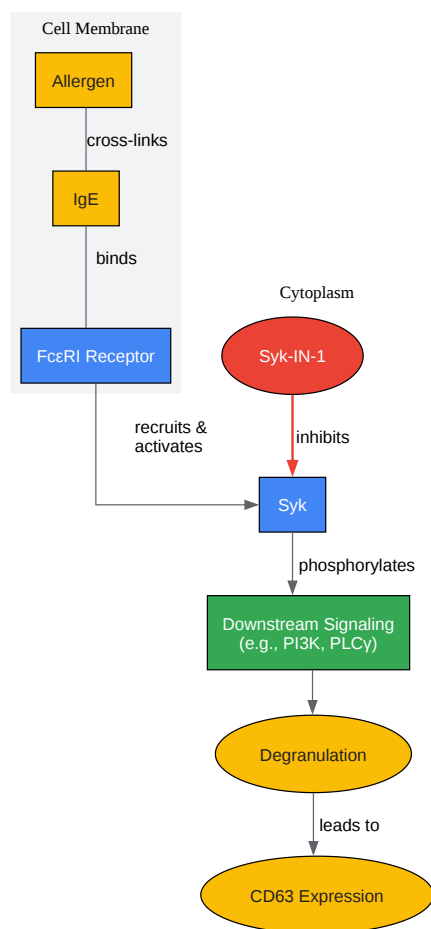 Cell Membrane
Allergen
cross-links
IgE
binds
FcεRI Receptor
Cytoplasm
Syk-IN-1
recruits &
activates
inhibits
Syk
phosphorylates
Downstream Signaling
(e.g., PI3K, PLCγ)
Degranulation
leads to
CD63 Expression